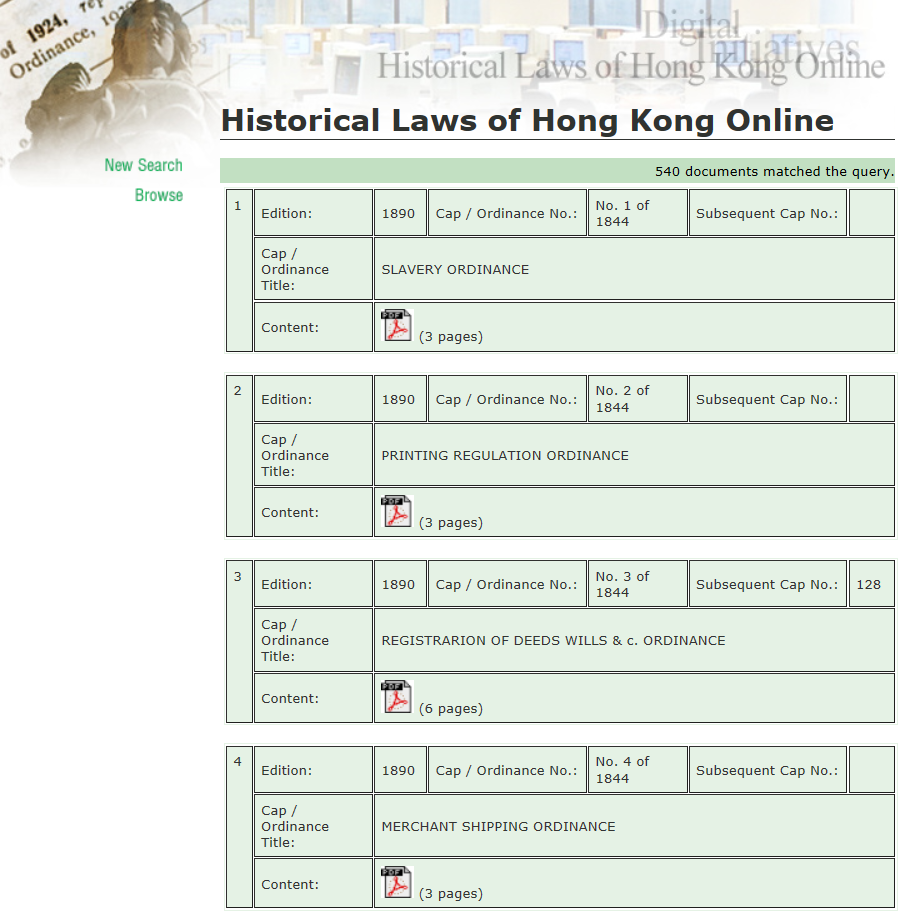 of 1924,
Ordinance,
Digital
Initiatives
Historical Laws of Hong Kong Online
Historical Laws of Hong Kong Online
New Search
Browse
540 documents matched the query.
1
Edition:
1890
Cap / Ordinance No.:
No. 1 of
1844
Subsequent Cap No.:
Cap /
Ordinance
Title:
SLAVERY ORDINANCE
Content:
PDF
(3 pages)
2
Edition:
1890
Cap / Ordinance No.:
No. 2 of
1844
Subsequent Cap No.:
Cap /
Ordinance
Title:
PRINTING REGULATION ORDINANCE
Content:
PDF
(3 pages)
3
Edition:
1890
Cap / Ordinance No.:
No. 3 of
1844
Subsequent Cap No.:
128
Cap /
Ordinance
Title:
REGISTRARION OF DEEDS WILLS & c. ORDINANCE
Content:
PDF
(6 pages)
4
Edition:
1890
Cap / Ordinance No.:
No. 4 of
1844
Subsequent Cap No.:
Cap /
Ordinance
Title:
MERCHANT SHIPPING ORDINANCE
Content:
PDF
(3 pages)